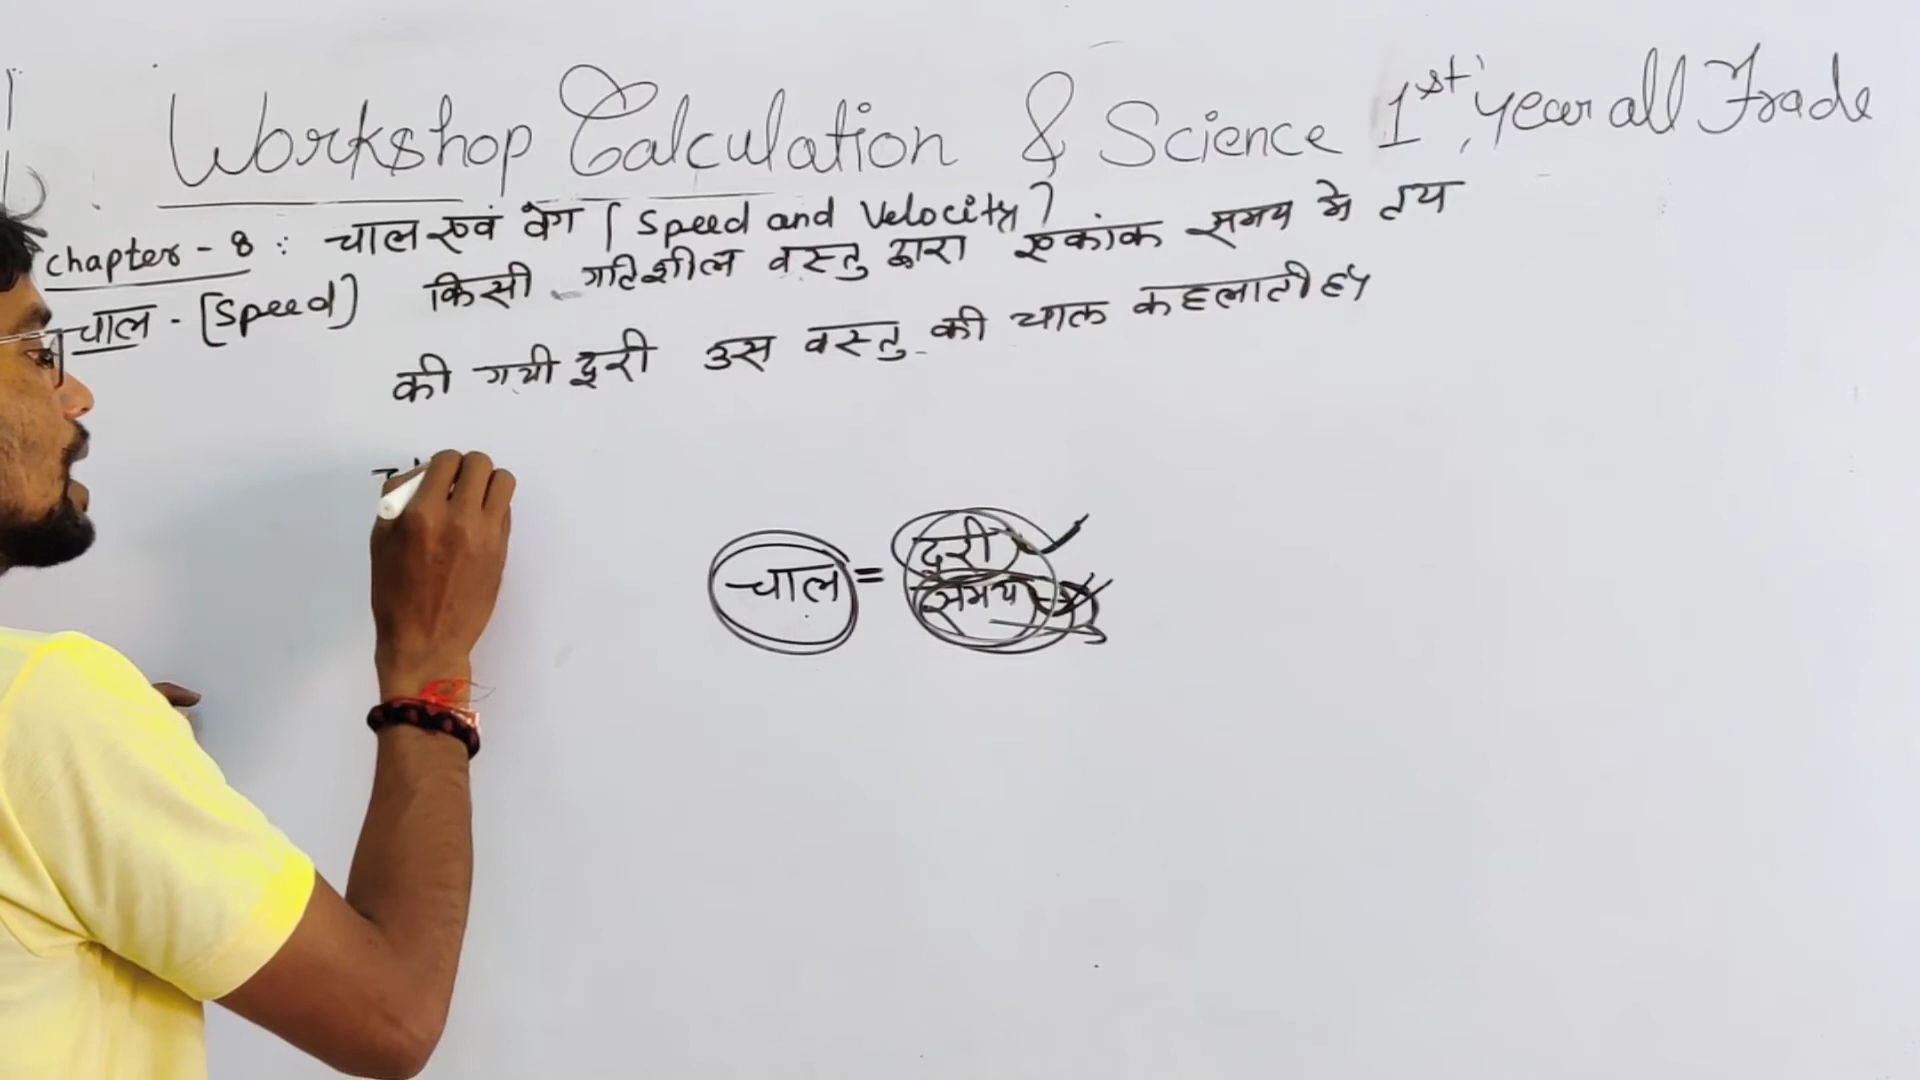 Workshop Calculation & Science 1st, year all Trade
Chapter - 8 : चाल एवं वेग [Speed and Velocity]
चाल - [Speed] किसी गतिशील वस्तु द्वारा एकांक समय मे तय
की गयी दूरी उस वस्तु की चाल कहलाती है।
चाल = दूरी
समय